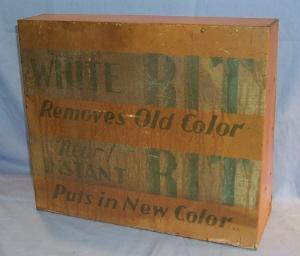 WHITE RIT
Removes Old Color
"New!"
INSTANT RIT
Puts in New Color